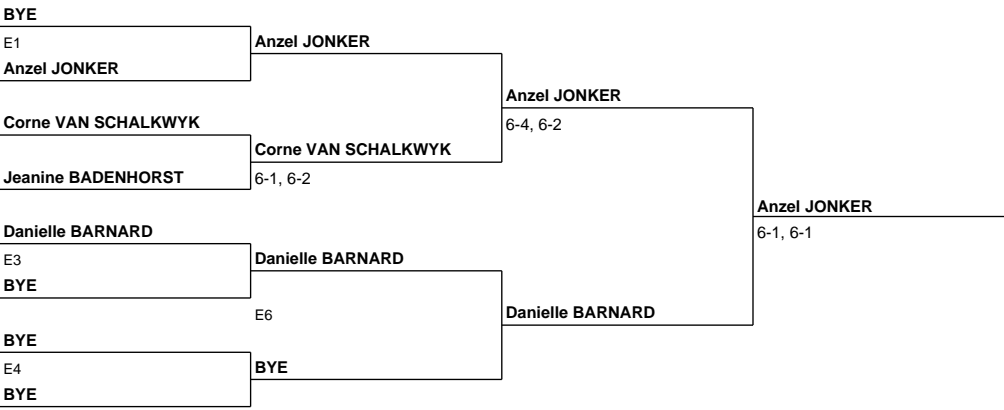 BYE
E1
Anzel JONKER
Anzel JONKER
Corne VAN SCHALKWYK
Jeanine BADENHORST
Corne VAN SCHALKWYK
6-1, 6-2
Anzel JONKER
6-4, 6-2
Danielle BARNARD
E3
BYE
Danielle BARNARD
E6
BYE
E4
BYE
BYE
Danielle BARNARD
Anzel JONKER
6-1, 6-1